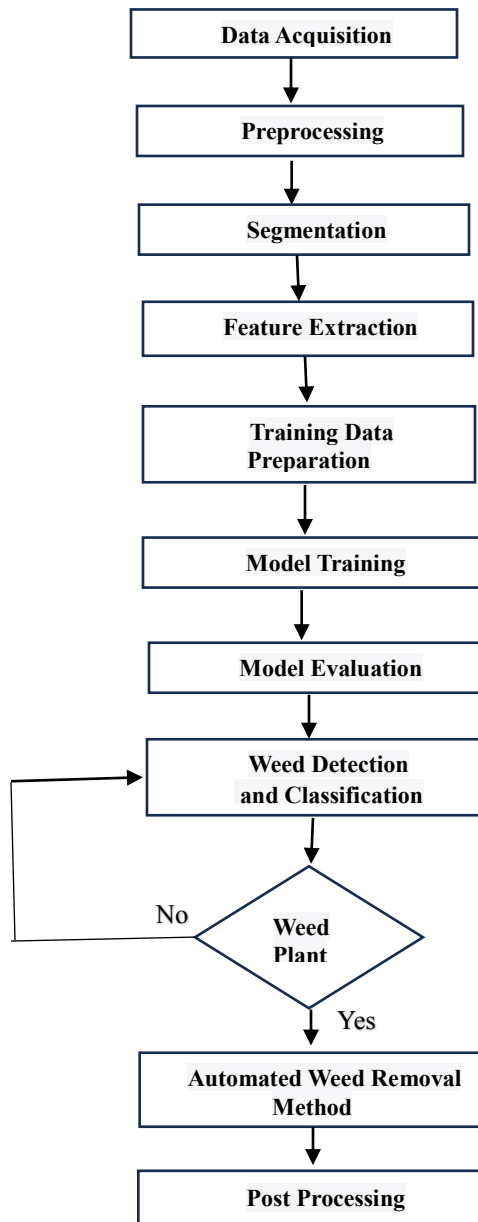 Data Acquisition
Preprocessing
Segmentation
Feature Extraction
Training Data
Preparation
Model Training
Model Evaluation
Weed Detection
and Classification
No
Weed
Plant
Yes
Automated Weed Removal
Method
Post Processing